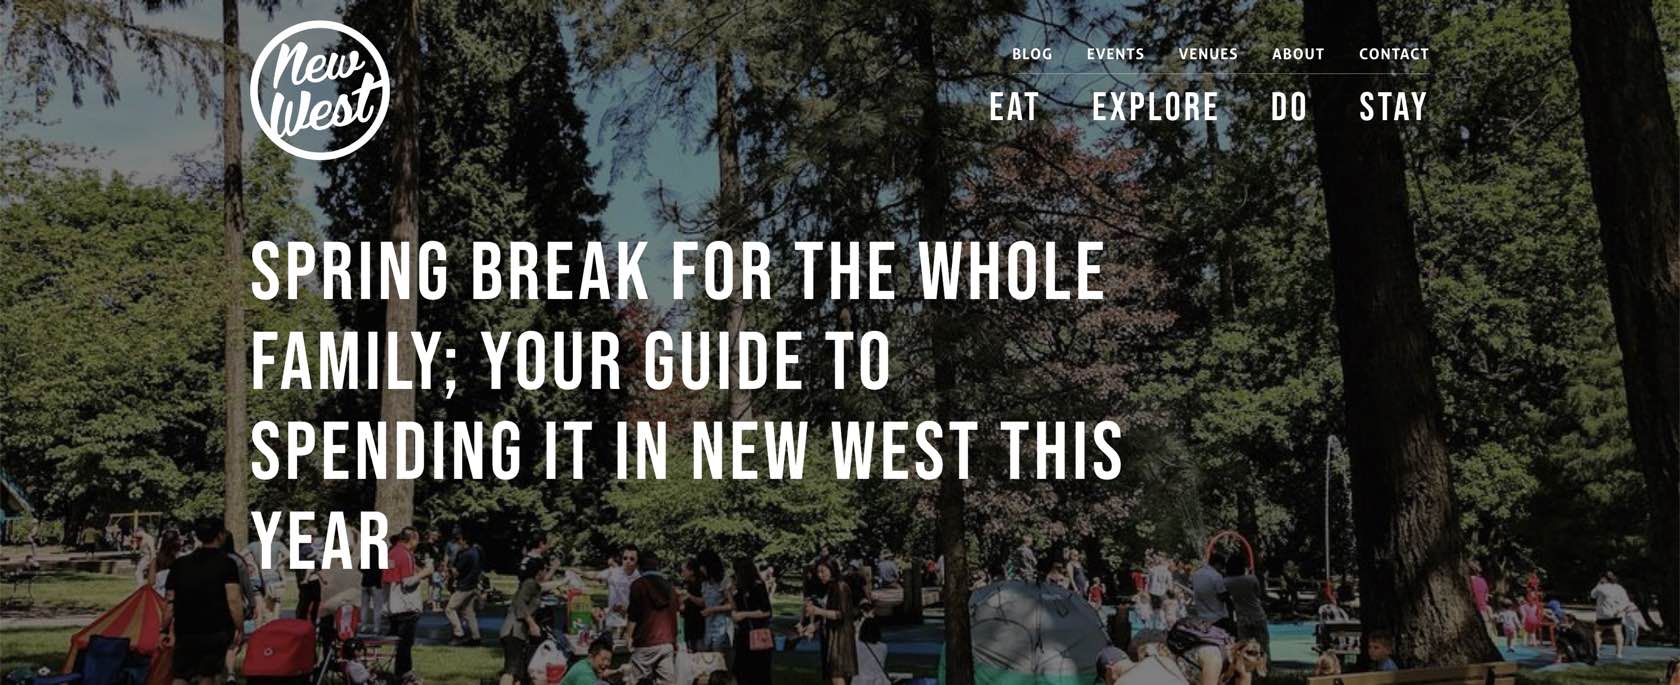 New
West
BLOG EVENTS VENUES ABOUT CONTACT
EAT EXPLORE DO STAY
SPRING BREAK FOR THE WHOLE
FAMILY; YOUR GUIDE TO
SPENDING IT IN NEW WEST THIS
YEAR